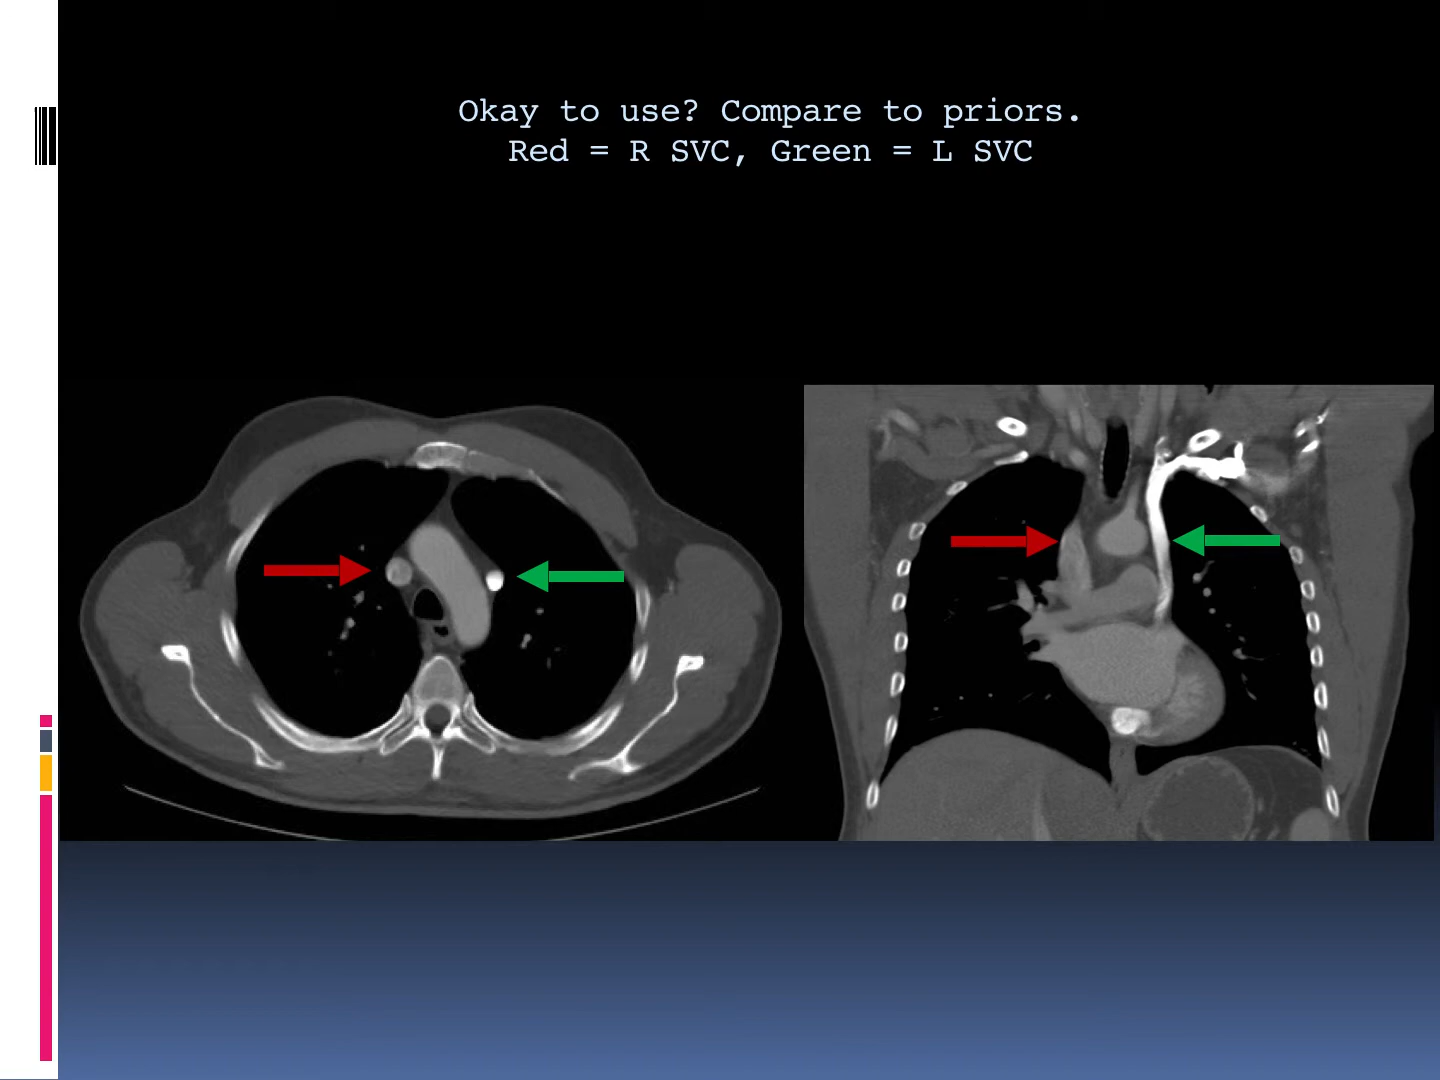 Okay to use? Compare to priors.
Red = R SVC, Green = L SVC